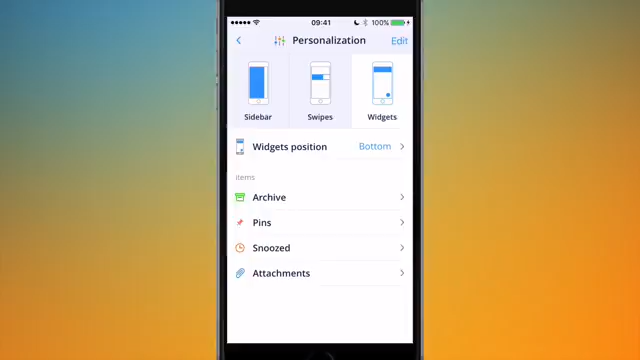 09:41 100%
Personalization Edit
Sidebar Swipes Widgets
Widgets position Bottom
Items
Archive
Pins
Snoozed
Attachments